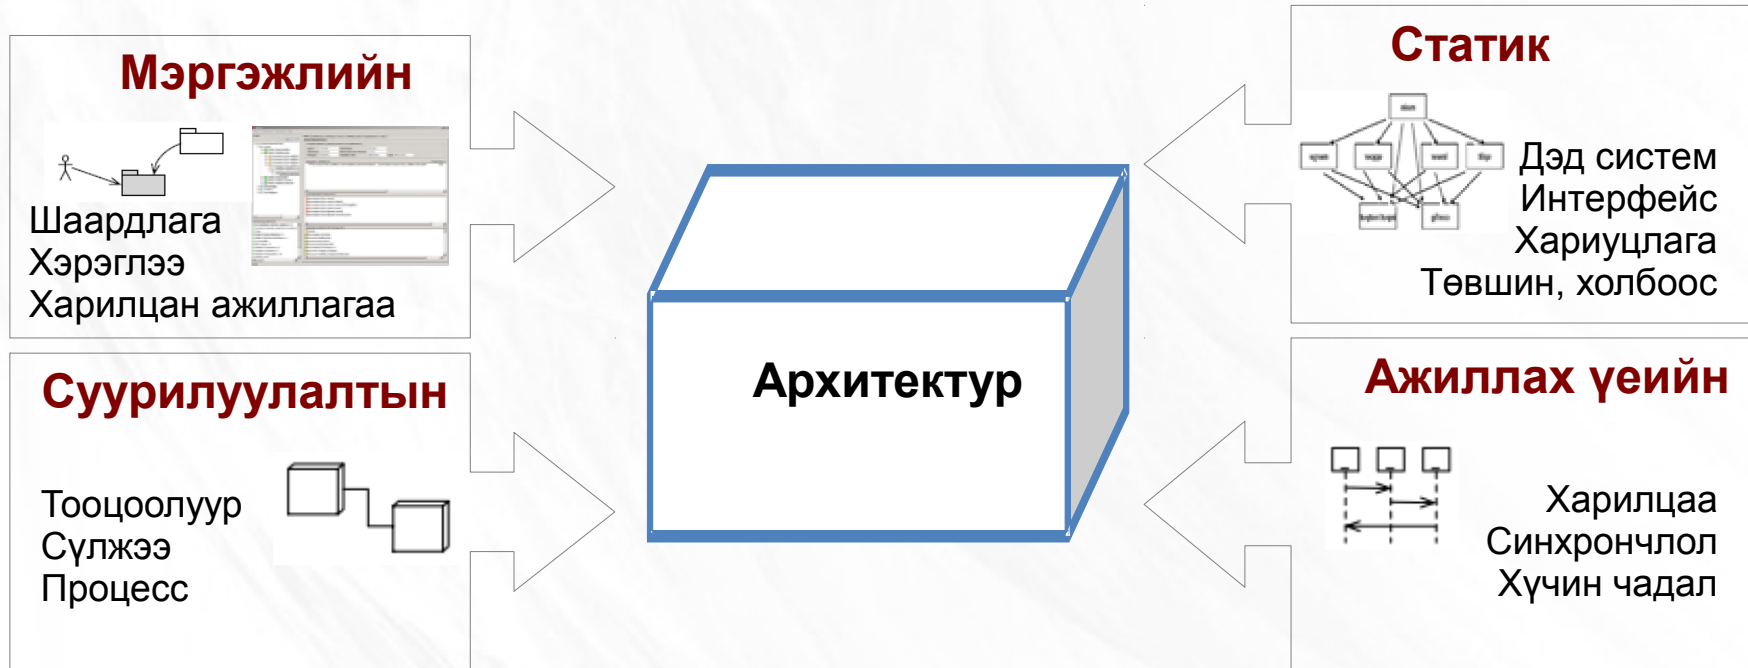 Мэргэжлийн
Шаардлага
Хэрэглээ
Харилцан ажиллагаа
Суурилуулалтын
Тооцоолуур
Сүлжээ
Процесс
Архитектур
Статик
Дэд систем
Интерфейс
Хариуцлага
Төвшин, холбоос
Ажиллах үеийн
Харилцаа
Синхрончлол
Хүчин чадал